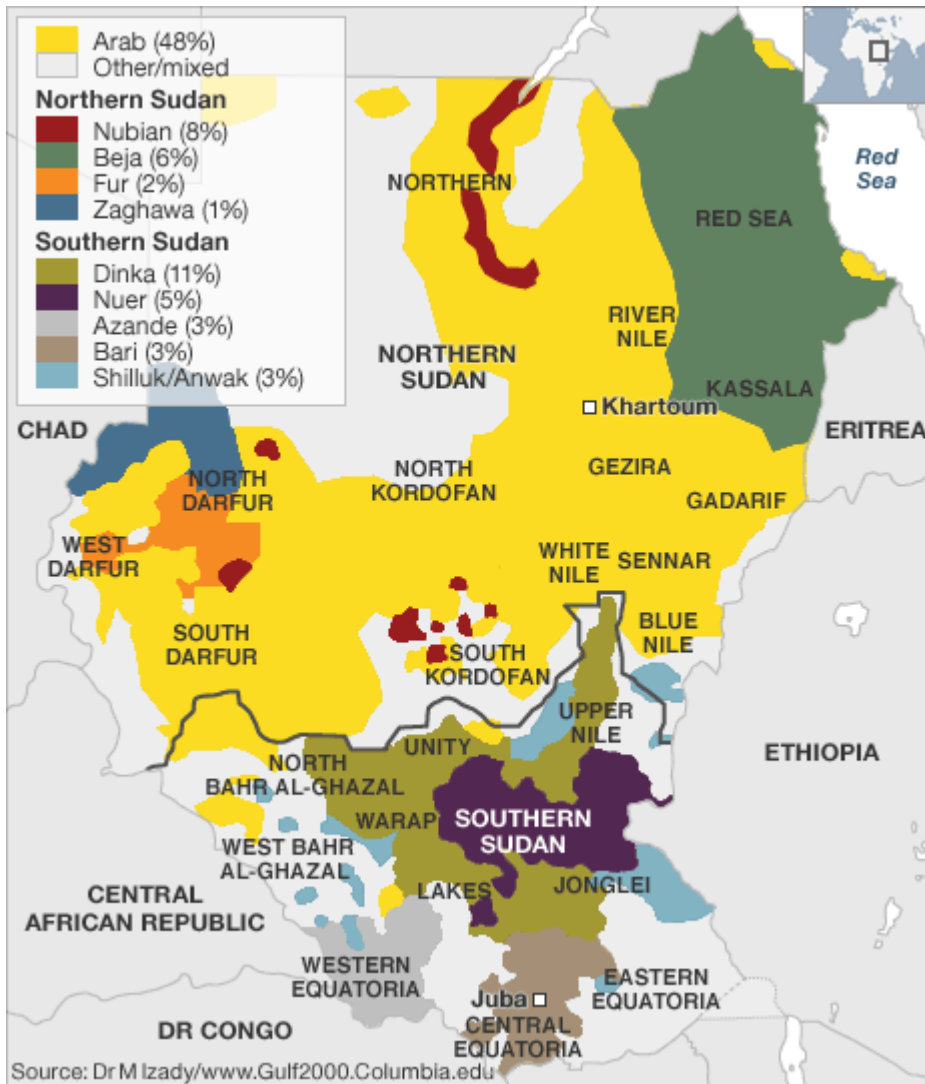 Arab (48%)
Other/mixed
Northern Sudan
Nubian (8%)
Beja (6%)
Fur (2%)
Zaghawa (1%)
Southern Sudan
Dinka (11%)
Nuer (5%)
Azande (3%)
Bari (3%)
Shilluk/Anwak (3%)
Red
Sea
NORTHERN
RED SEA
RIVER
NILE
NORTHERN
SUDAN
KASSALA
Khartoum
CHAD
ERITREA
NORTH
DARFUR
NORTH
KORDOFAN
GEZIRA
GADARIF
WEST
DARFUR
WHITE
NILE
SENNAR
SOUTH
DARFUR
SOUTH
KORDOFAN
BLUE
NILE
UPPER
NILE
UNITY
ETHIOPIA
NORTH
BAHR AL-GHAZAL
WARAP
SOUTHERN
SUDAN
WEST BAHR
AL-GHAZAL
LAKES
JONGLEI
CENTRAL
AFRICAN REPUBLIC
WESTERN
EQUATORIA
EASTERN
EQUATORIA
Juba
CENTRAL
EQUATORIA
DR CONGO
Source: Dr M Izady/www.Gulf2000.Columbia.edu